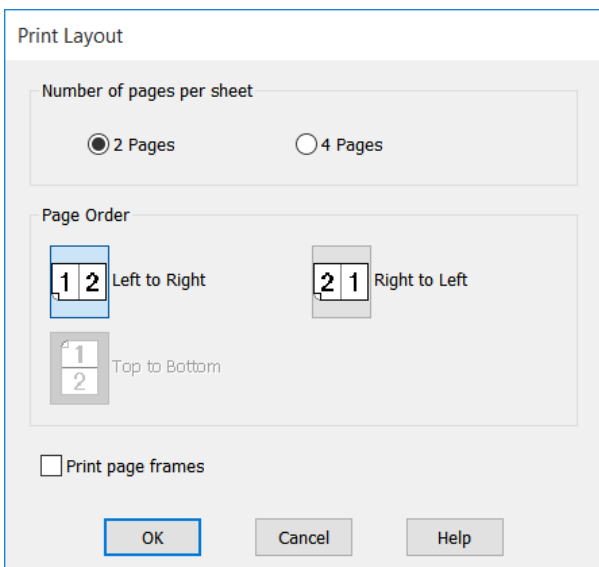 Print Layout
Number of pages per sheet
2 Pages 4 Pages
Page Order
1 2 Left to Right 2 1 Right to Left
1
2 Top to Bottom
Print page frames
OK Cancel Help